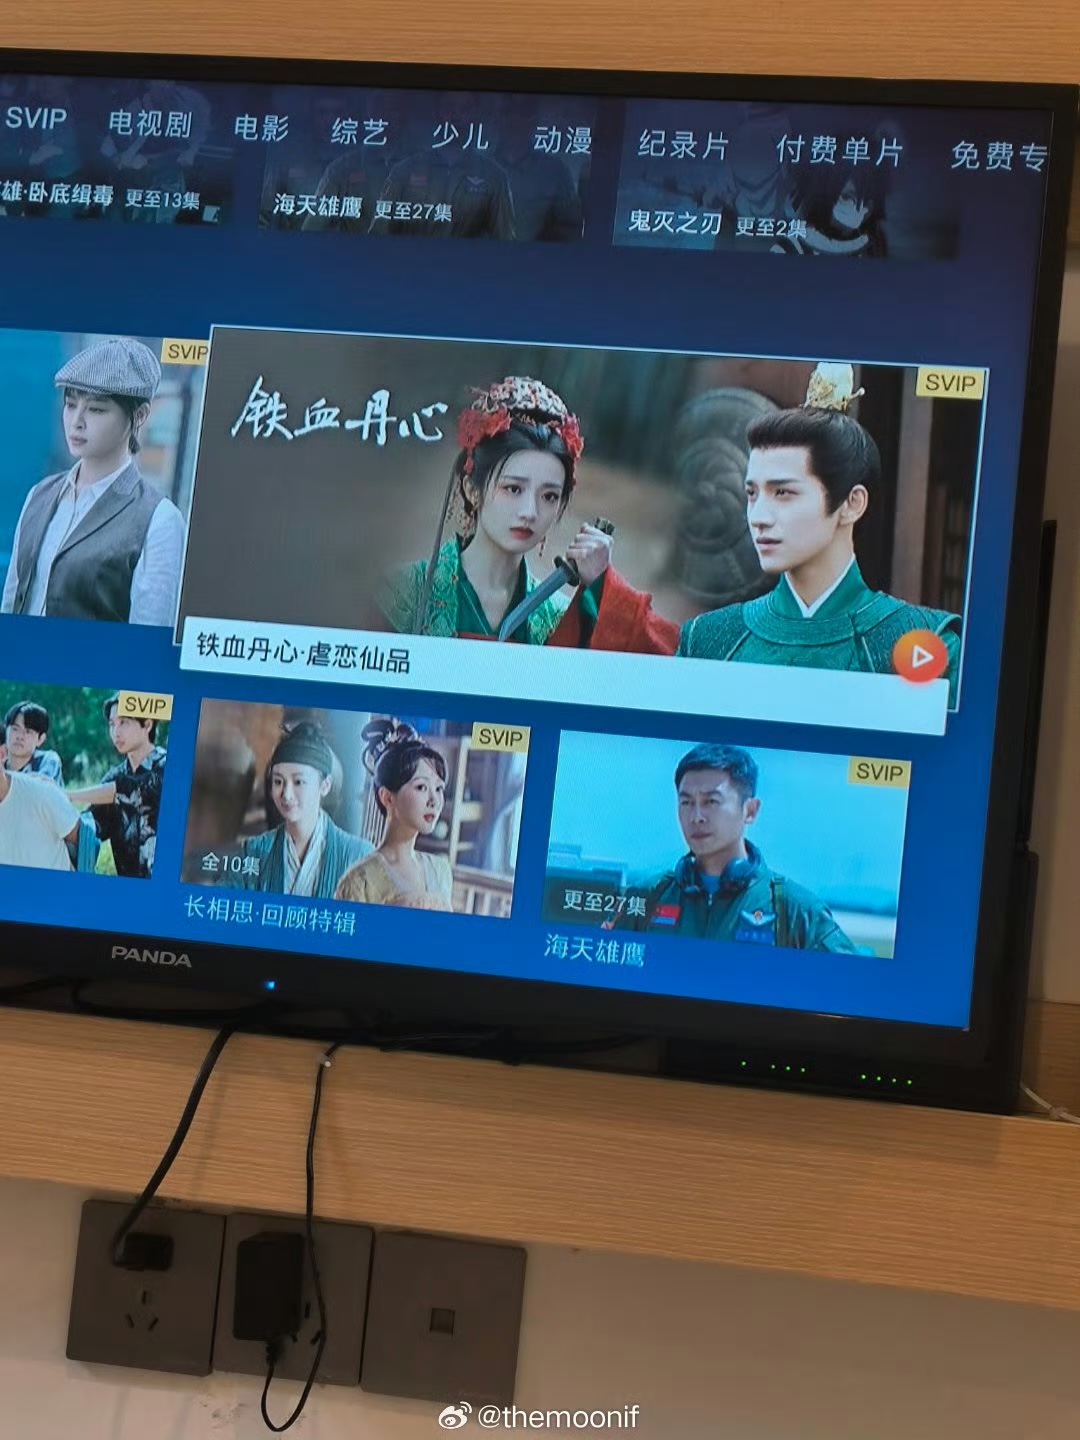 SVIP 电视剧 电影 综艺 少儿 动漫 纪录片 付费单片 免费专
雄·卧底缉毒 更至13集
海天雄鹰 更至27集
鬼灭之刃 更至2集
SVIP
SVIP
铁血丹心
铁血丹心·虐恋仙品
SVIP
SVIP
SVIP
全10集
更至27集
长相思·回顾特辑
海天雄鹰
PANDA
@themoonif